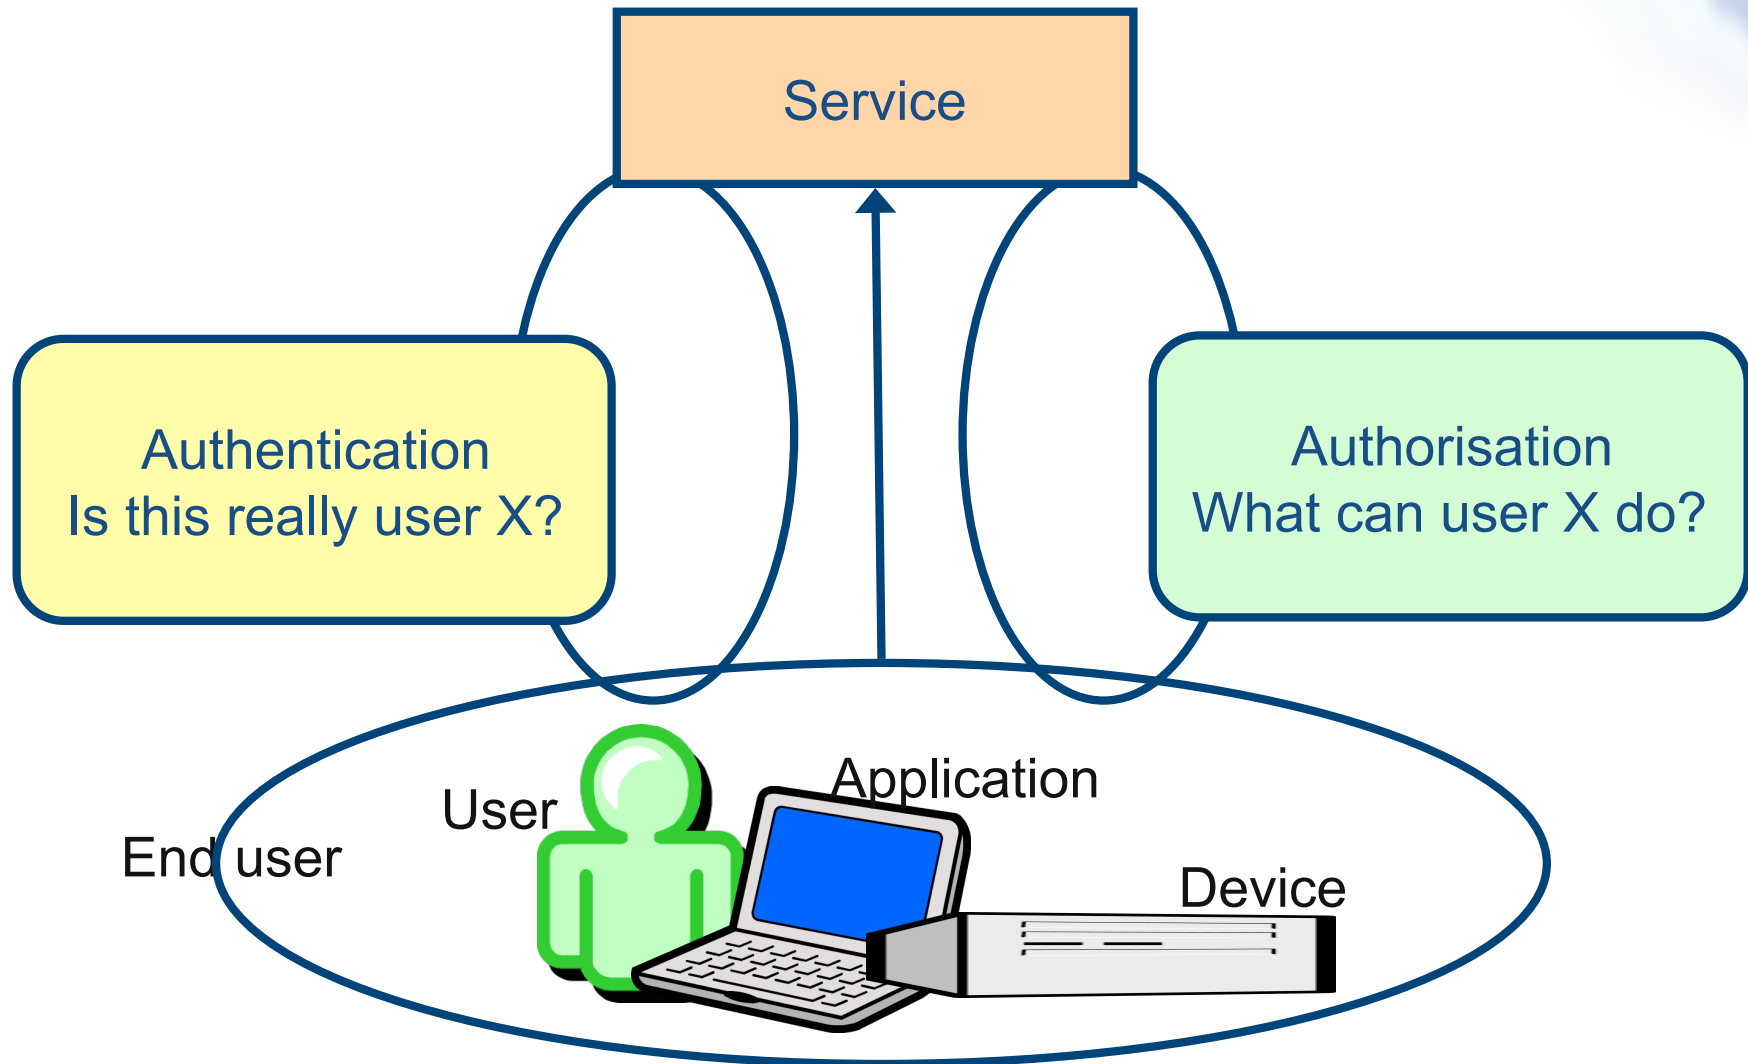 Service
Authentication
Is this really user X?
Authorisation
What can user X do?
Application
User
End user
Device